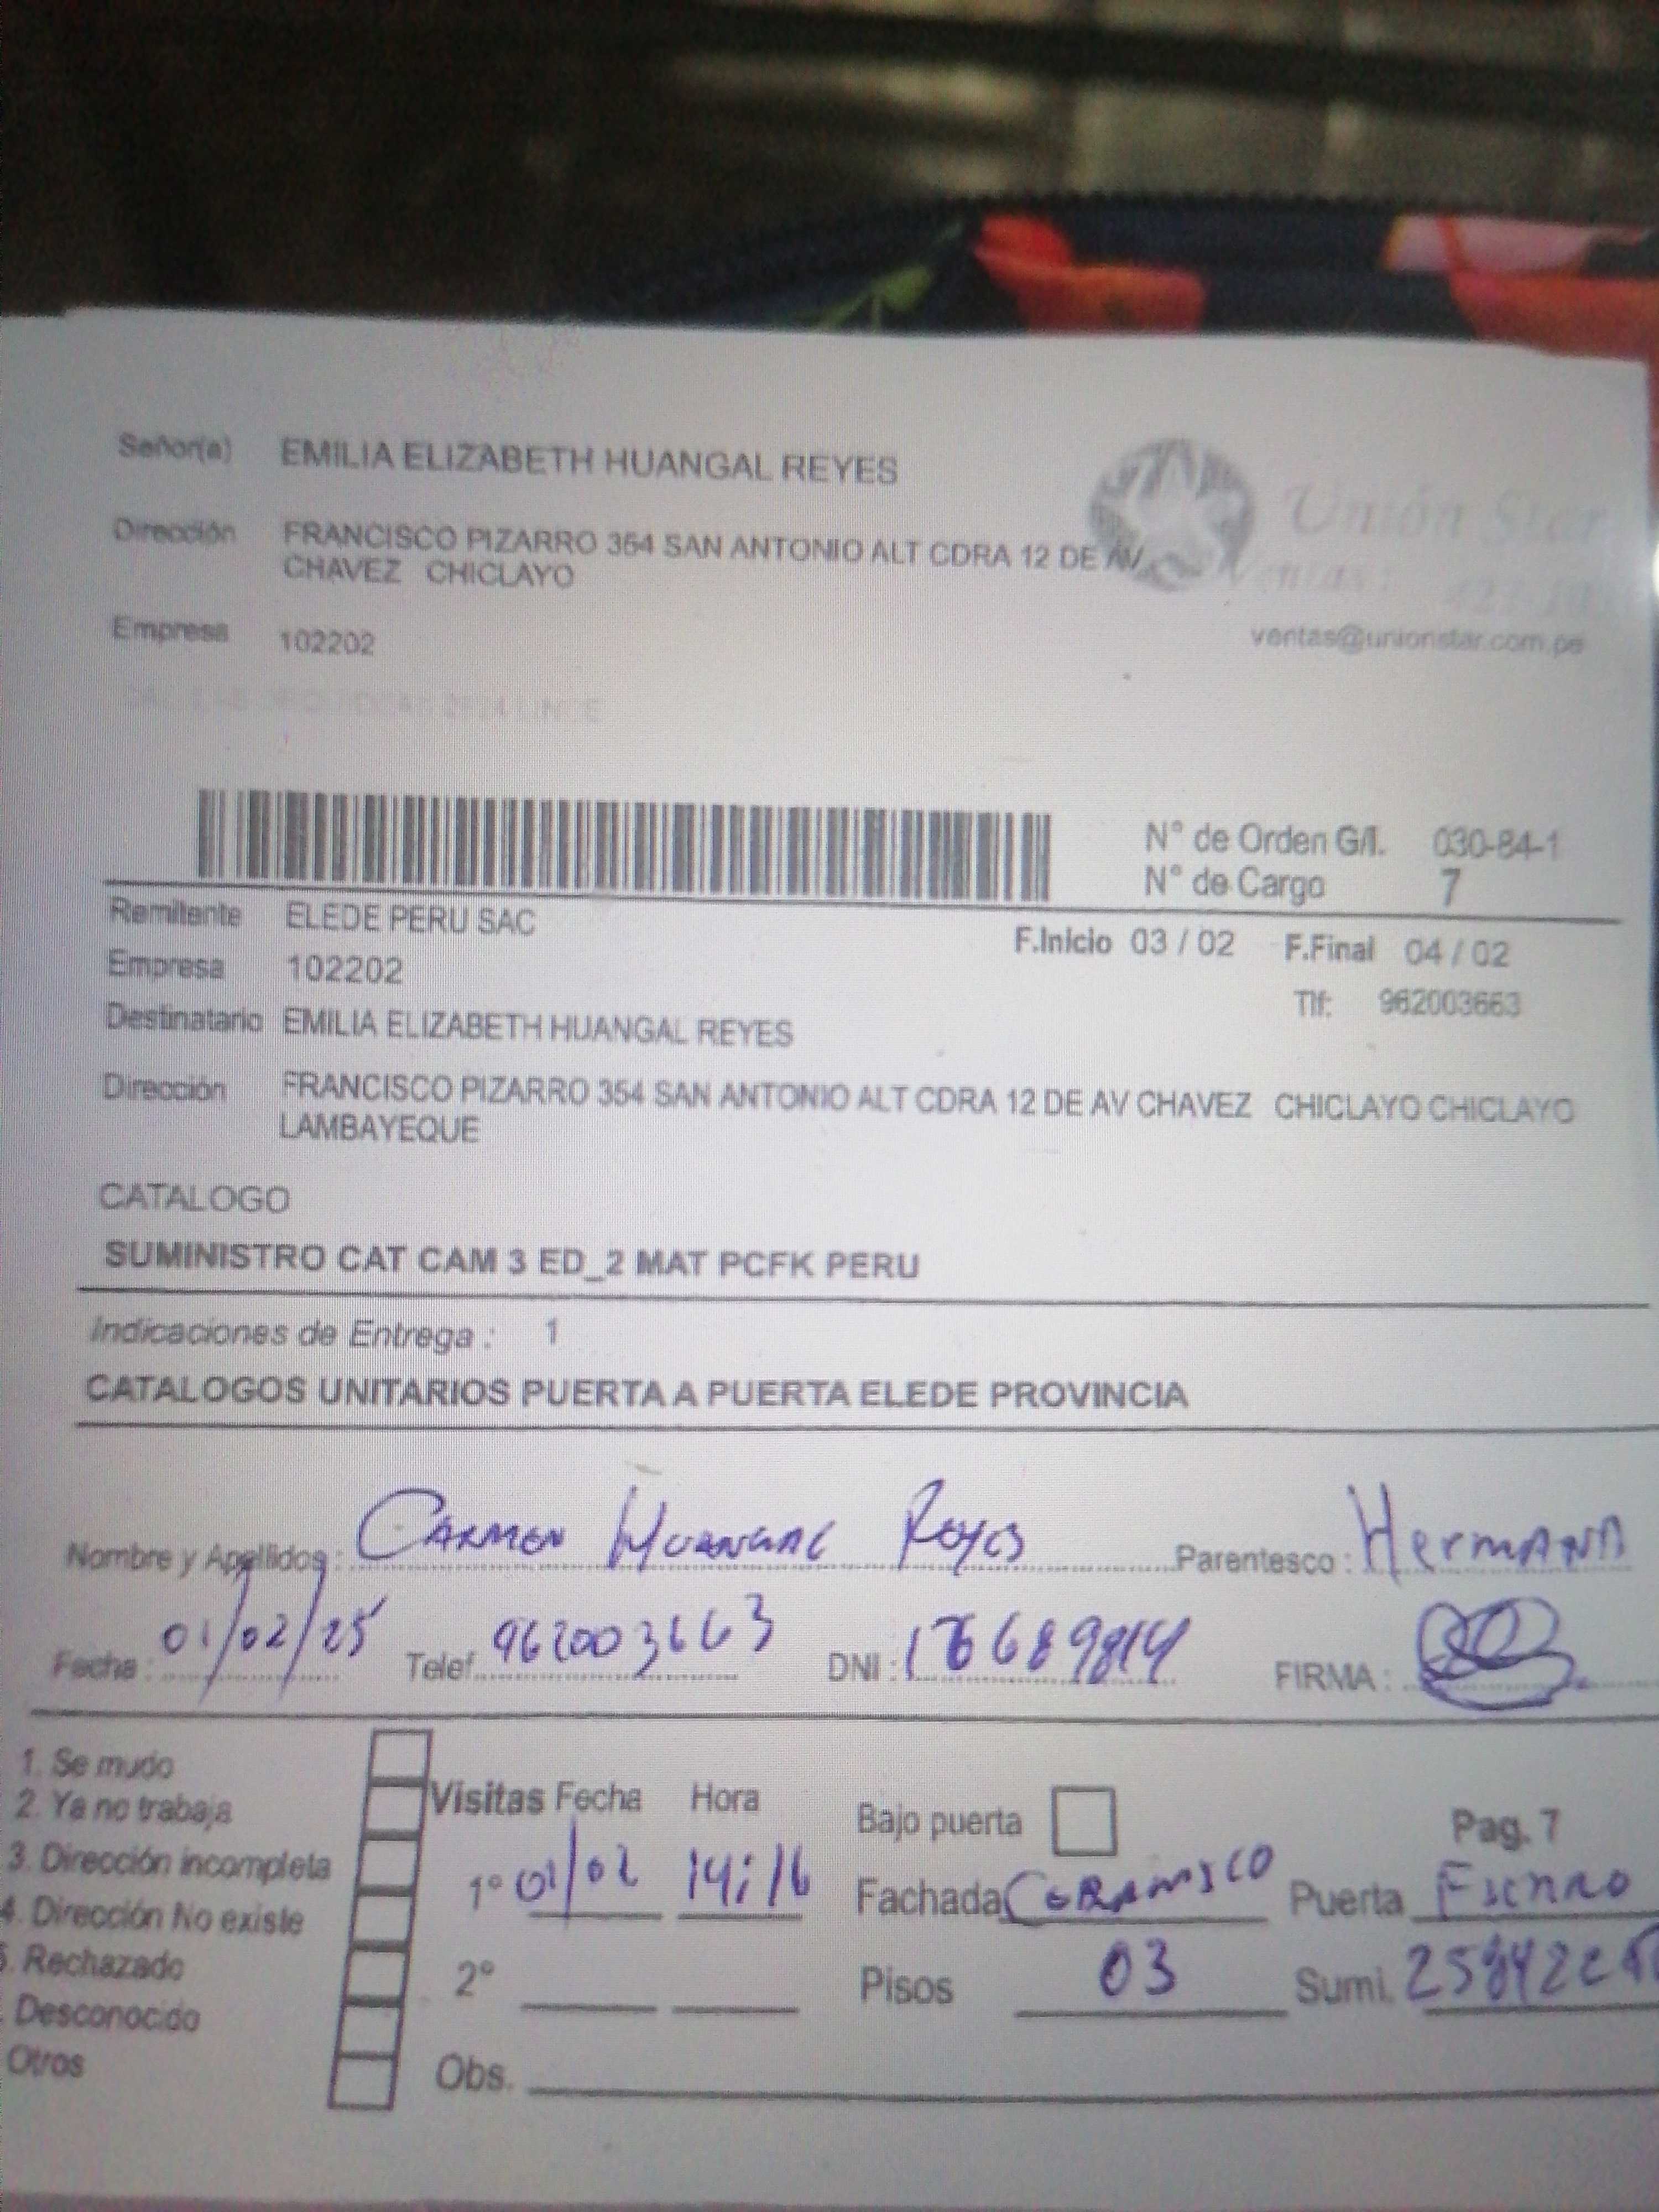 Señor(a) EMILIA ELIZABETH HUANGAL REYES
Unión Star
Dirección FRANCISCO PIZARRO 354 SAN ANTONIO ALT CDRA 12 DE AV
CHAVEZ CHICLAYO
Ventas:
Empresa 102202
ventas@unionstar.com.pe
N° de Orden G/I. 030-84-1
N° de Cargo 7
Remitente ELEDE PERU SAC
F.Inicio 03 / 02 F.Final 04 / 02
Empresa 102202
Tlf: 962003663
Destinatario EMILIA ELIZABETH HUANGAL REYES
Dirección FRANCISCO PIZARRO 354 SAN ANTONIO ALT CDRA 12 DE AV CHAVEZ CHICLAYO CHICLAYO
LAMBAYEQUE
CATALOGO
SUMINISTRO CAT CAM 3 ED_2 MAT PCFK PERU
Indicaciones de Entrega : 1
CATALOGOS UNITARIOS PUERTA A PUERTA ELEDE PROVINCIA
Nombre y Apellidos : CARMEN HUANGAL Reyes Parentesco : HermANA
Fecha : 01/02/25 Telef. 962003663 DNI : 16689814 FIRMA :
1. Se mudo
2. Ya no trabaja
3. Dirección incompleta
4. Dirección No existe
5. Rechazado
Desconocido
Otros
Visitas Fecha Hora Bajo puerta Pag. 7
1° 01/02 14:16 Fachada CERAMICO Puerta FIERRO
2° Pisos 03 Sumi.
Obs.